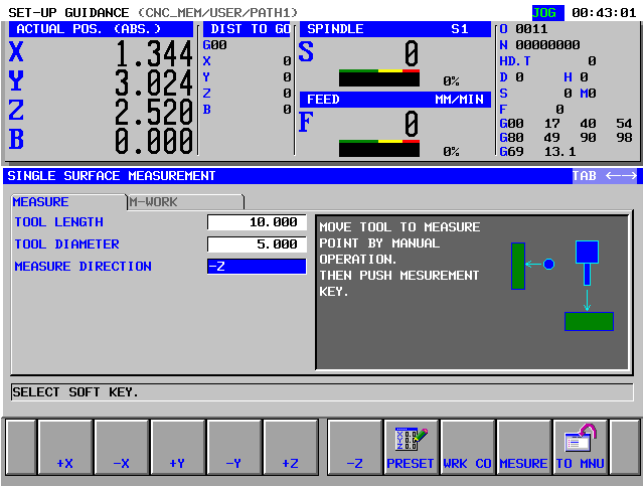 SET-UP GUIDANCE (CNC_MEM/USER/PATH1) JOG 00:43:01
ACTUAL POS. (ABS.) DIST TO GO SPINDLE S1 O 0011
G00 N 00000000
X 1.344 X 0 S 0 HD.T 0
Y 3.024 Y 0 0% D 0 H 0
Z 2.520 Z 0 FEED MM/MIN S 0 M0
B 0.000 B 0 F 0 F 0
G00 17 40 54
G80 49 90 98
0% G69 13.1
SINGLE SURFACE MEASUREMENT TAB ←→
MEASURE M-WORK
TOOL LENGTH 10.000
TOOL DIAMETER 5.000
MEASURE DIRECTION -Z
MOVE TOOL TO MEASURE
POINT BY MANUAL
OPERATION.
THEN PUSH MESUREMENT
KEY.
SELECT SOFT KEY.
+X -X +Y -Y +Z -Z PRESET WRK CO MESURE TO MNU